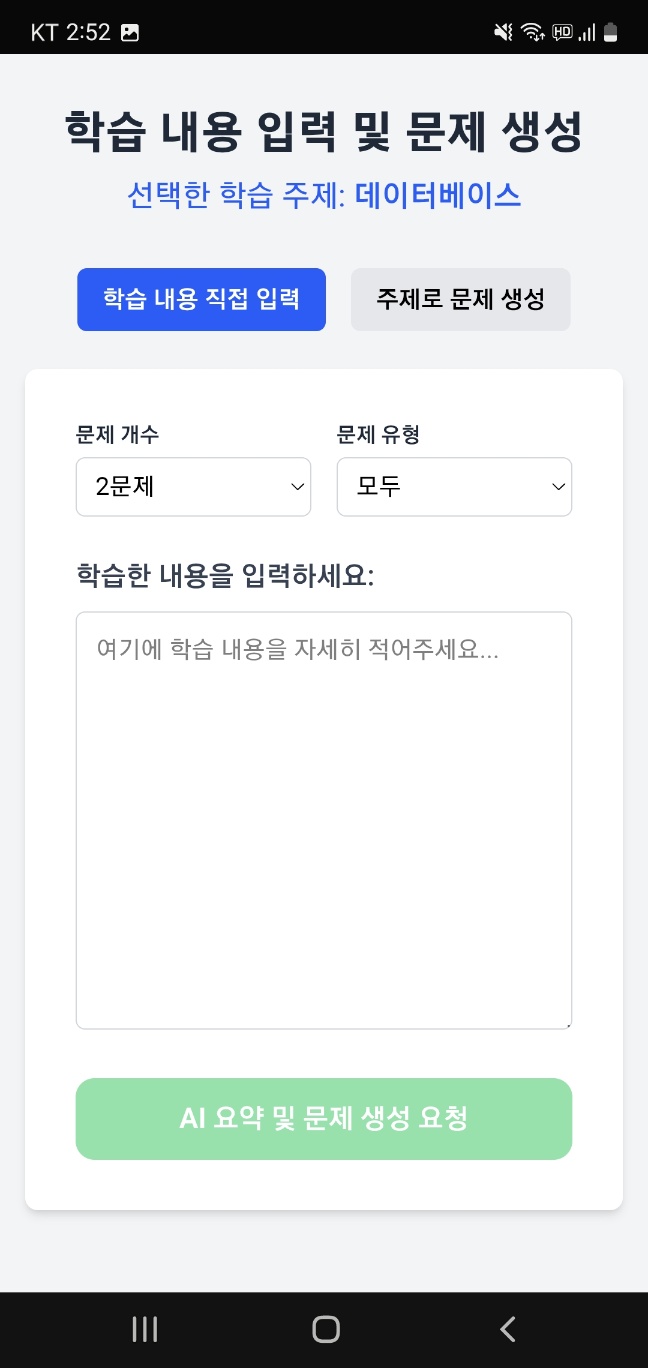 KT 2:52
HD
학습 내용 입력 및 문제 생성
선택한 학습 주제: 데이터베이스
학습 내용 직접 입력
주제로 문제 생성
문제 개수
문제 유형
2문제
모두
학습한 내용을 입력하세요:
여기에 학습 내용을 자세히 적어주세요...
AI 요약 및 문제 생성 요청